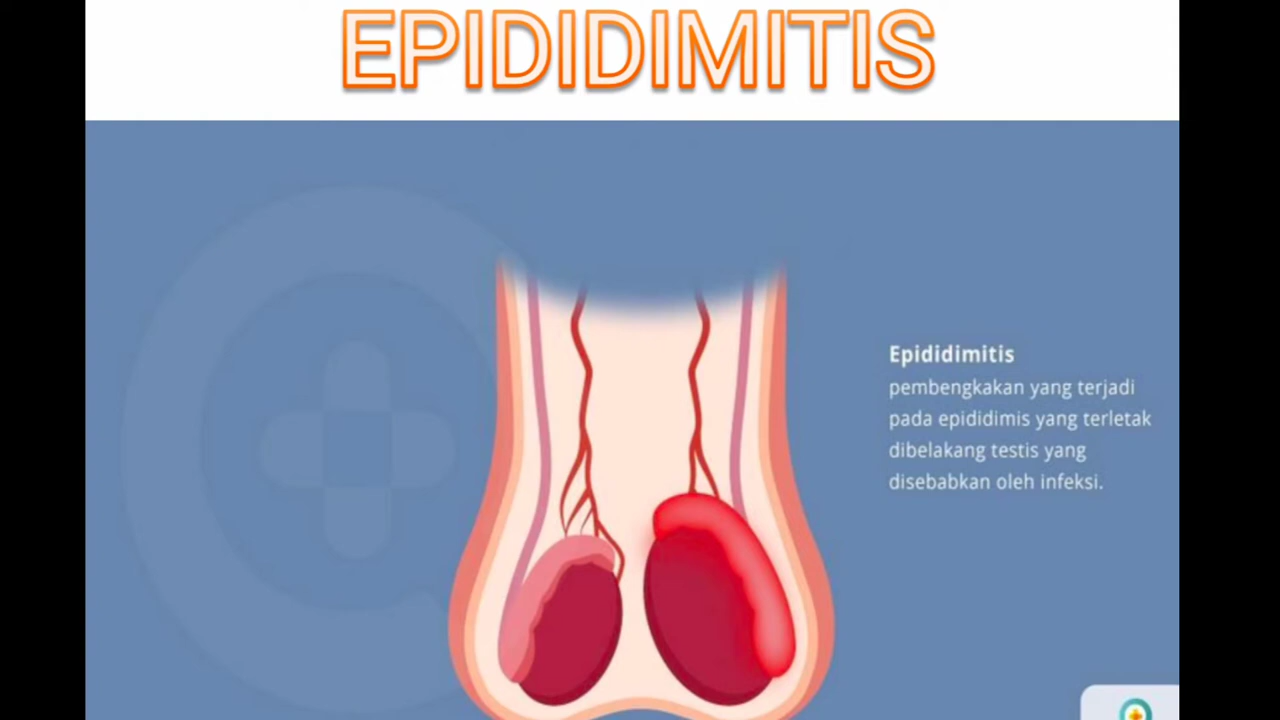 EPIDIDIMITIS
Epididimitis
pembengkakan yang terjadi
pada epididimis yang terletak
dibelakang testis yang
disebabkan oleh infeksi.